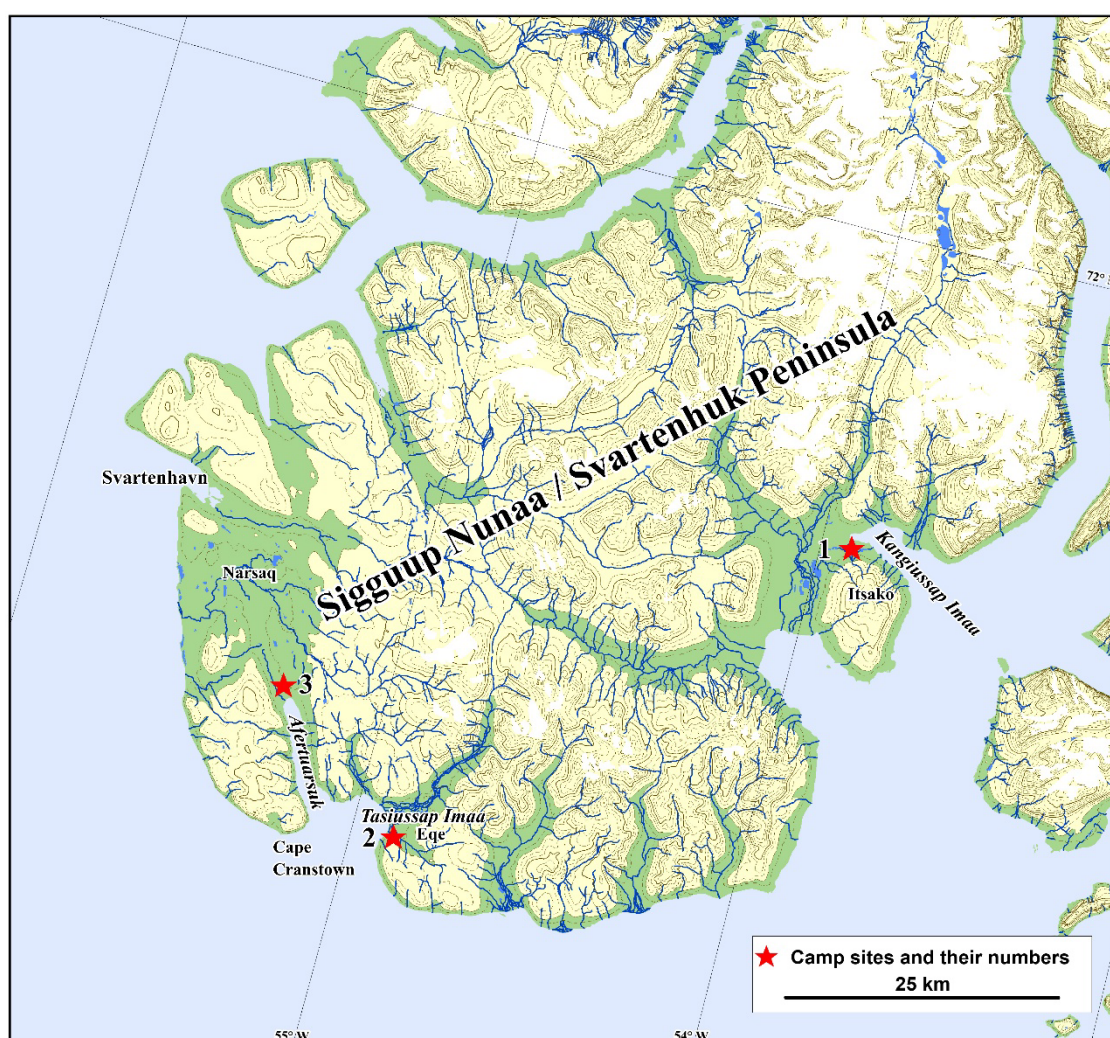 72°
Sigguup Nunaa / Svartenhuk Peninsula
Svartenhavn
1
Kangiussap Imaa
Narsaq
Itsako
3
Afertuarsuk
Tasiussap Imaa
2
Eqe
Cape
Cranstown
Camp sites and their numbers
25 km
55° W
54° W